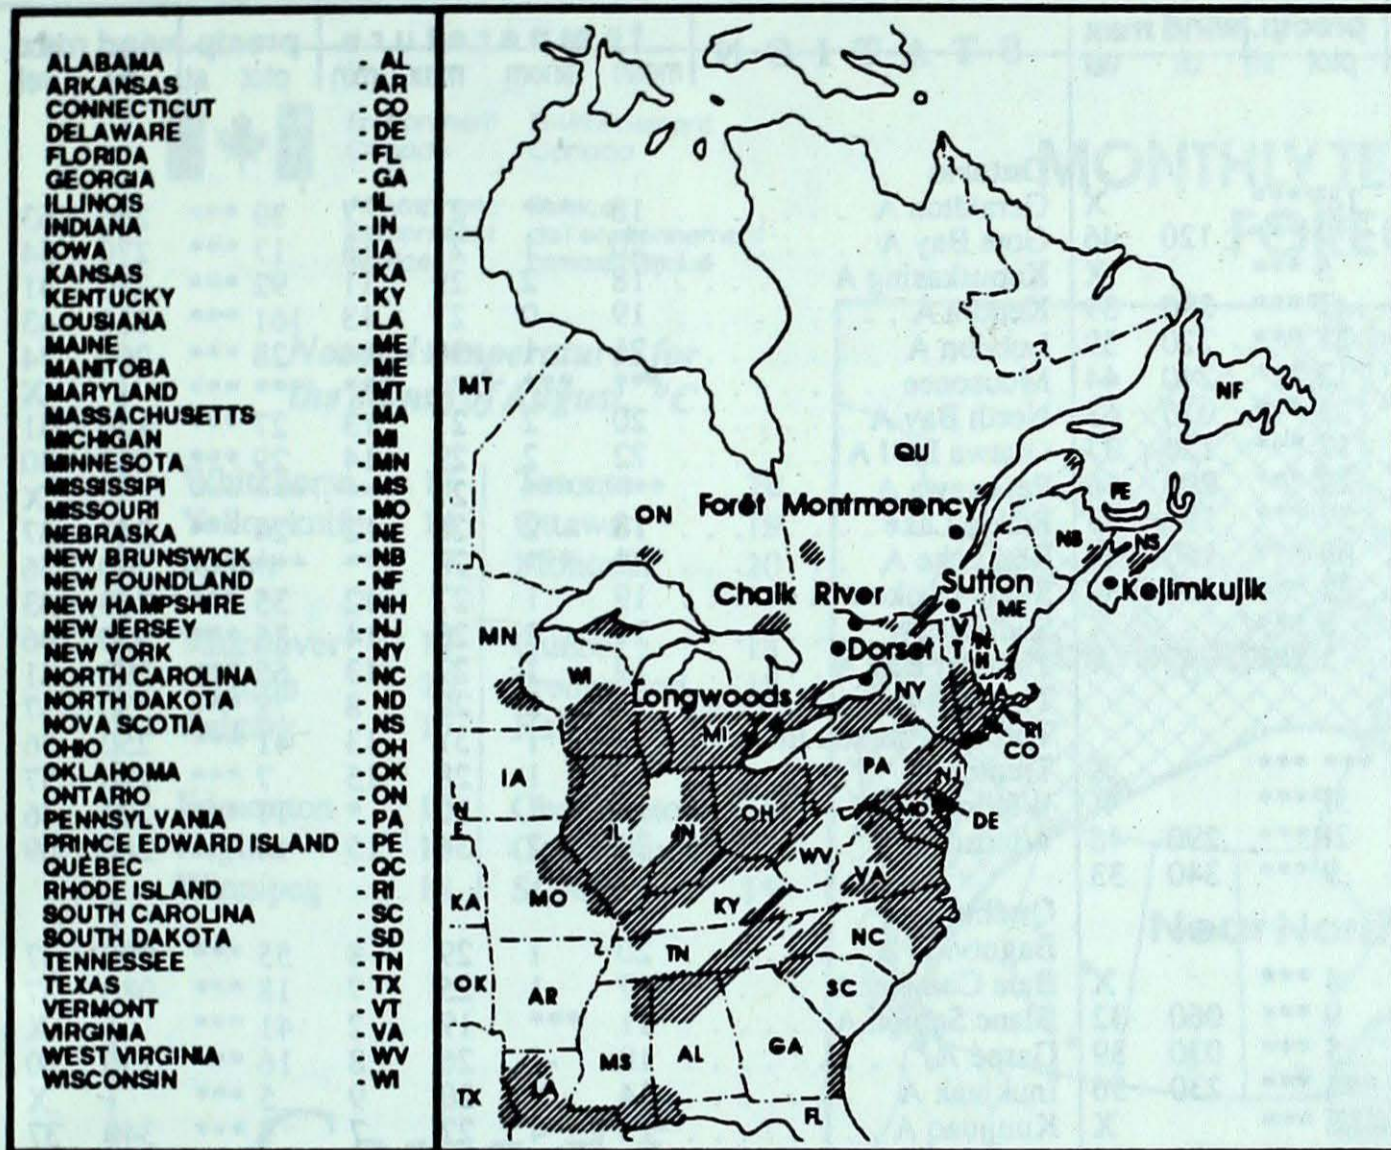 ALABAMA - AL
ARKANSAS - AR
CONNECTICUT - CO
DELAWARE - DE
FLORIDA - FL
GEORGIA - GA
ILLINOIS - IL
INDIANA - IN
IOWA - IA
KANSAS - KA
KENTUCKY - KY
LOUSIANA - LA
MAINE - ME
MANITOBA - ME
MARYLAND - MT
MASSACHUSETTS - MA
MICHIGAN - MI
MINNESOTA - MN
MISSISSIPI - MS
MISSOURI - MO
NEBRASKA - NE
NEW BRUNSWICK - NB
NEW FOUNDLAND - NF
NEW HAMPSHIRE - NH
NEW JERSEY - NJ
NEW YORK - NY
NORTH CAROLINA - NC
NORTH DAKOTA - ND
NOVA SCOTIA - NS
OHIO - OH
OKLAHOMA - OK
ONTARIO - ON
PENNSYLVANIA - PA
PRINCE EDWARD ISLAND - PE
QUÉBEC - QC
RHODE ISLAND - RI
SOUTH CAROLINA - SC
SOUTH DAKOTA - SD
TENNESSEE - TN
TEXAS - TX
VERMONT - VT
VIRGINIA - VA
WEST VIRGINIA - WV
WISCONSIN - WI
MT
NF
QU
ON
Forêt Montmorency
PE
NB
NS
Chalk River
Sutton
Kejimkujik
ME
MN
VT
NH
Dorset
WI
Longwoods
NY
MA
MI
RI
CO
IA
PA
NJ
NE
IL
IN
OH
MD
DE
WV
VA
KA
MO
KY
TN
NC
OK
AR
SC
MS
AL
GA
TX
LA
FL